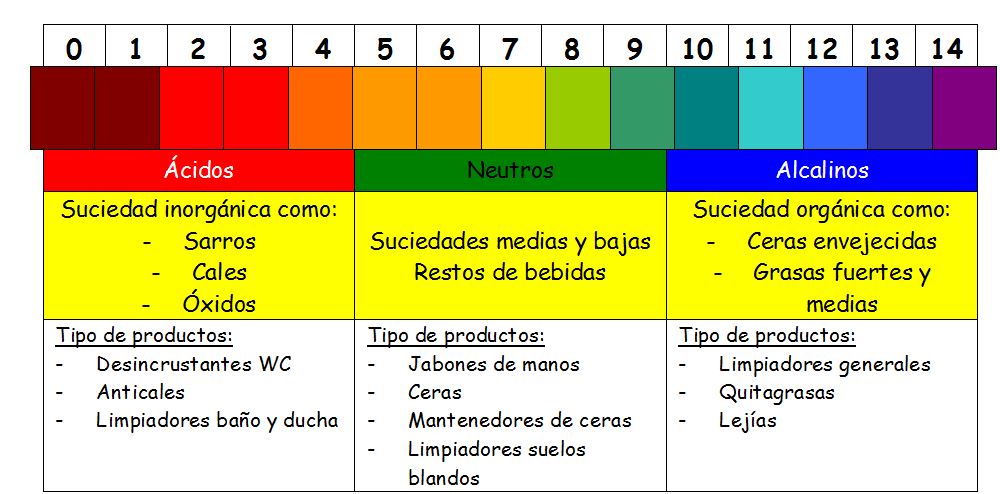 0 1 2 3 4 5 6 7 8 9 10 11 12 13 14
Ácidos
Neutros
Alcalinos
Suciedad inorgánica como:
- Sarros
- Cales
- Óxidos
Suciedades medias y bajas
Restos de bebidas
Suciedad orgánica como:
- Ceras envejecidas
- Grasas fuertes y
medias
Tipo de productos:
- Desincrustantes WC
- Anticales
- Limpiadores baño y ducha
Tipo de productos:
- Jabones de manos
- Ceras
- Mantenedores de ceras
- Limpiadores suelos
blandos
Tipo de productos:
- Limpiadores generales
- Quitagrasas
- Lejías